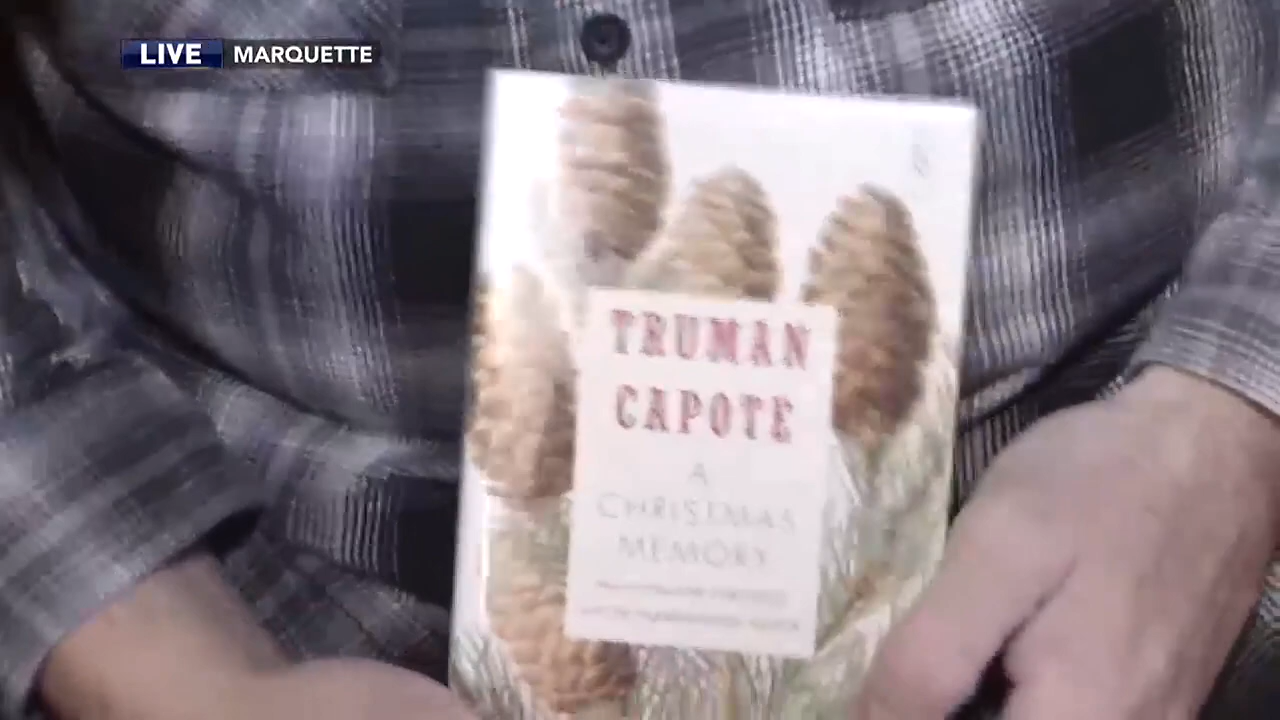 LIVE MARQUETTE
TRUMAN
CAPOTE
A
CHRISTMAS
MEMORY